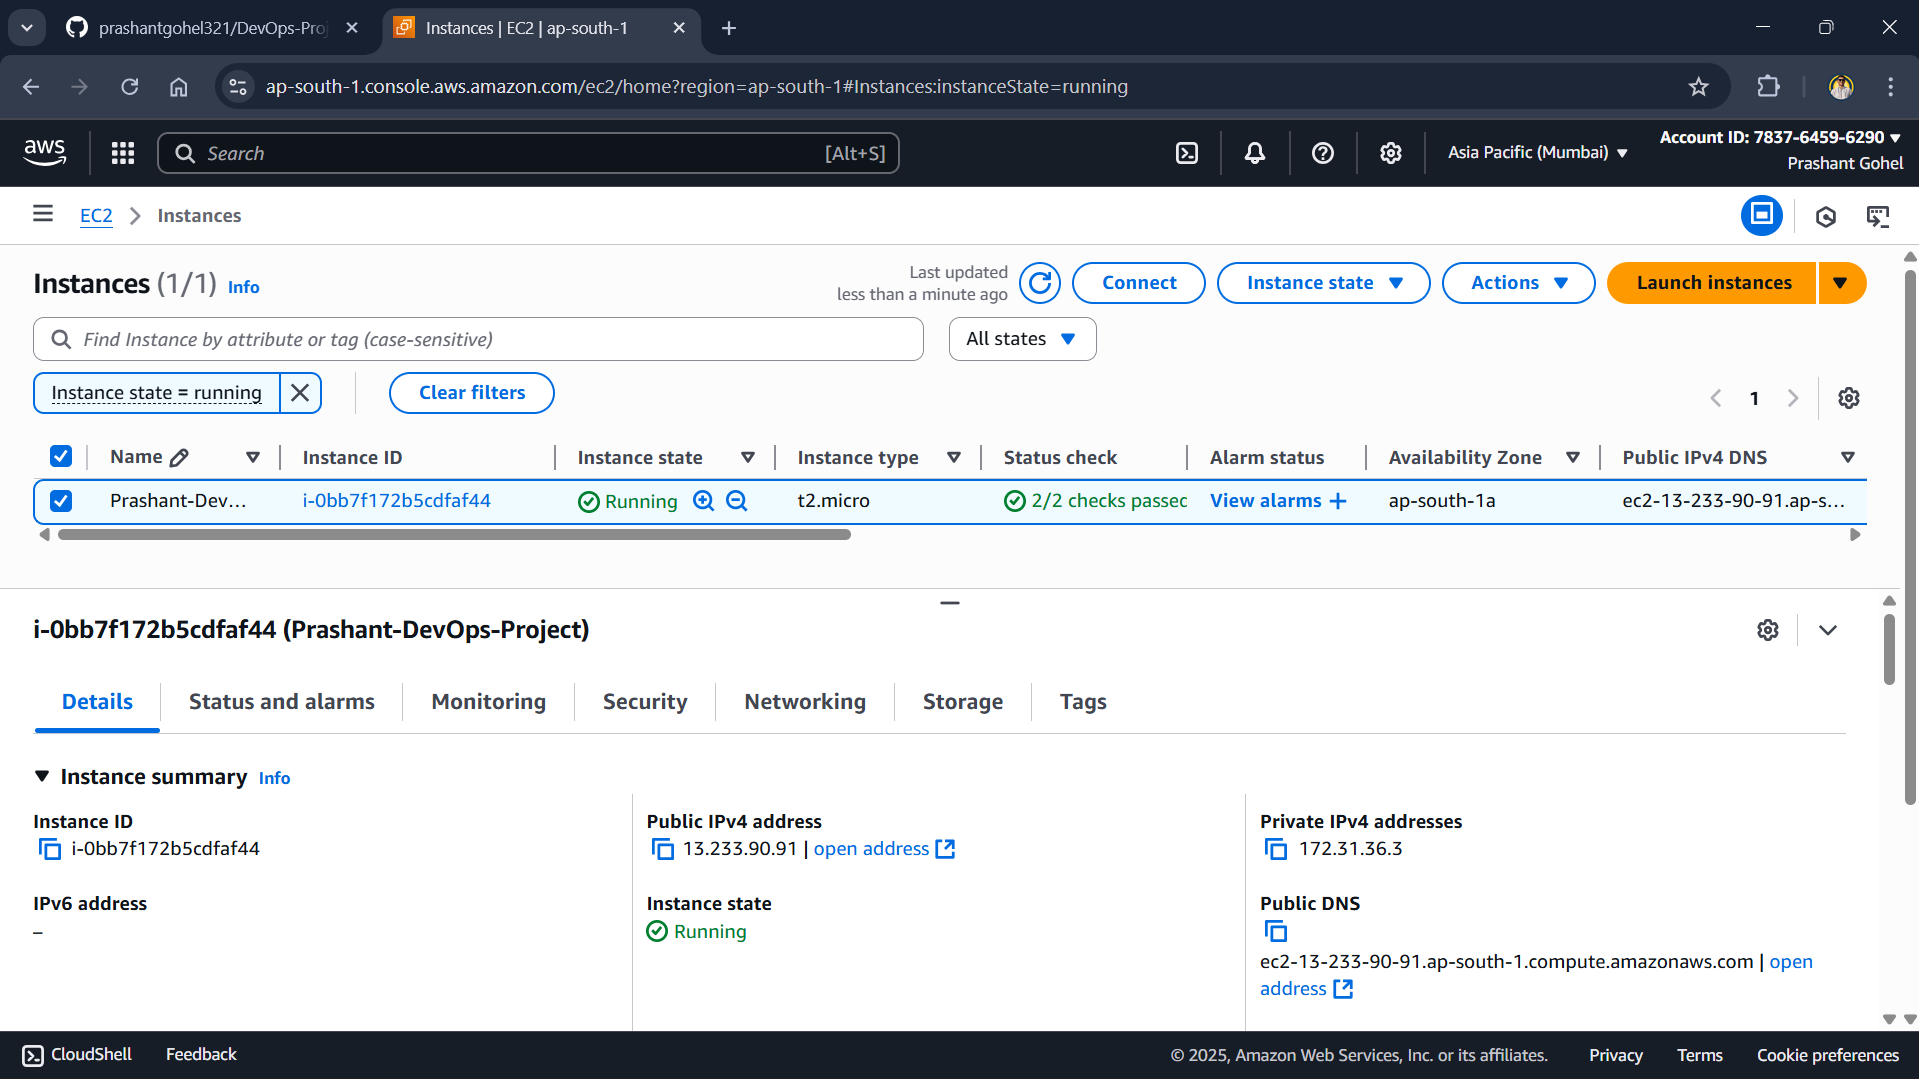 prashantgohel321/DevOps-Proj
Instances | EC2 | ap-south-1
ap-south-1.console.aws.amazon.com/ec2/home?region=ap-south-1#Instances:instanceState=running
aws
Search
[Alt+S]
Asia Pacific (Mumbai)
Account ID: 7837-6459-6290
Prashant Gohel
EC2
Instances
Instances (1/1) Info
Last updated
less than a minute ago
Connect
Instance state
Actions
Launch instances
Find Instance by attribute or tag (case-sensitive)
All states
Instance state = running
Clear filters
1
Name
Instance ID
Instance state
Instance type
Status check
Alarm status
Availability Zone
Public IPv4 DNS
Prashant-Dev...
i-0bb7f172b5cdfaf44
Running
t2.micro
2/2 checks passed
View alarms +
ap-south-1a
ec2-13-233-90-91.ap-s...
i-0bb7f172b5cdfaf44 (Prashant-DevOps-Project)
Details
Status and alarms
Monitoring
Security
Networking
Storage
Tags
Instance summary Info
Instance ID
i-0bb7f172b5cdfaf44
Public IPv4 address
13.233.90.91 | open address
Private IPv4 addresses
172.31.36.3
IPv6 address
–
Instance state
Running
Public DNS
ec2-13-233-90-91.ap-south-1.compute.amazonaws.com | open
address
CloudShell
Feedback
© 2025, Amazon Web Services, Inc. or its affiliates.
Privacy
Terms
Cookie preferences